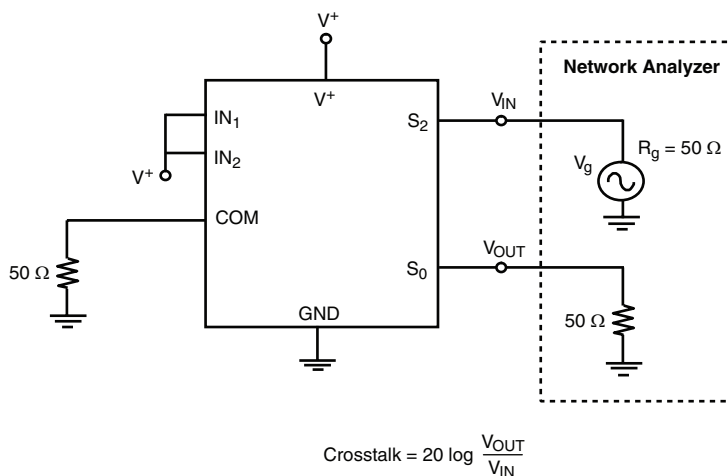 V+
Network Analyzer
V+
IN1
S2
VIN
Rg = 50 Ω
IN2
Vg
V+
COM
VOUT
S0
50 Ω
50 Ω
GND
Crosstalk = 20 log VOUT
VIN